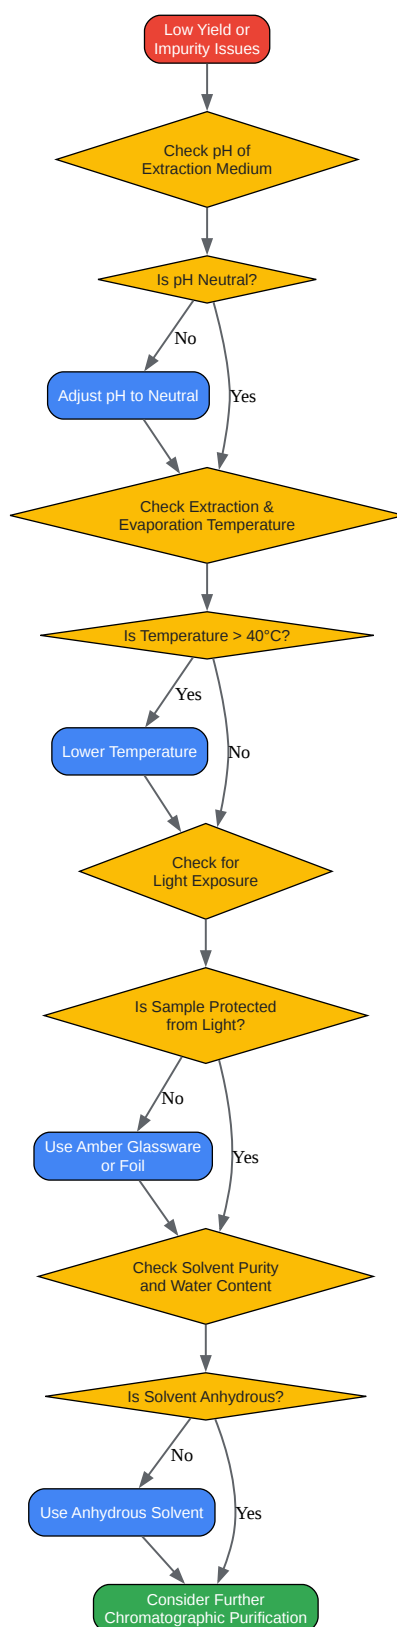 Low Yield or
Impurity Issues
Check pH of
Extraction Medium
Is pH Neutral?
No
Yes
Adjust pH to Neutral
Check Extraction &
Evaporation Temperature
Is Temperature > 40°C?
Yes
No
Lower Temperature
Check for
Light Exposure
Is Sample Protected
from Light?
No
Yes
Use Amber Glassware
or Foil
Check Solvent Purity
and Water Content
Is Solvent Anhydrous?
No
Yes
Use Anhydrous Solvent
Consider Further
Chromatographic Purification